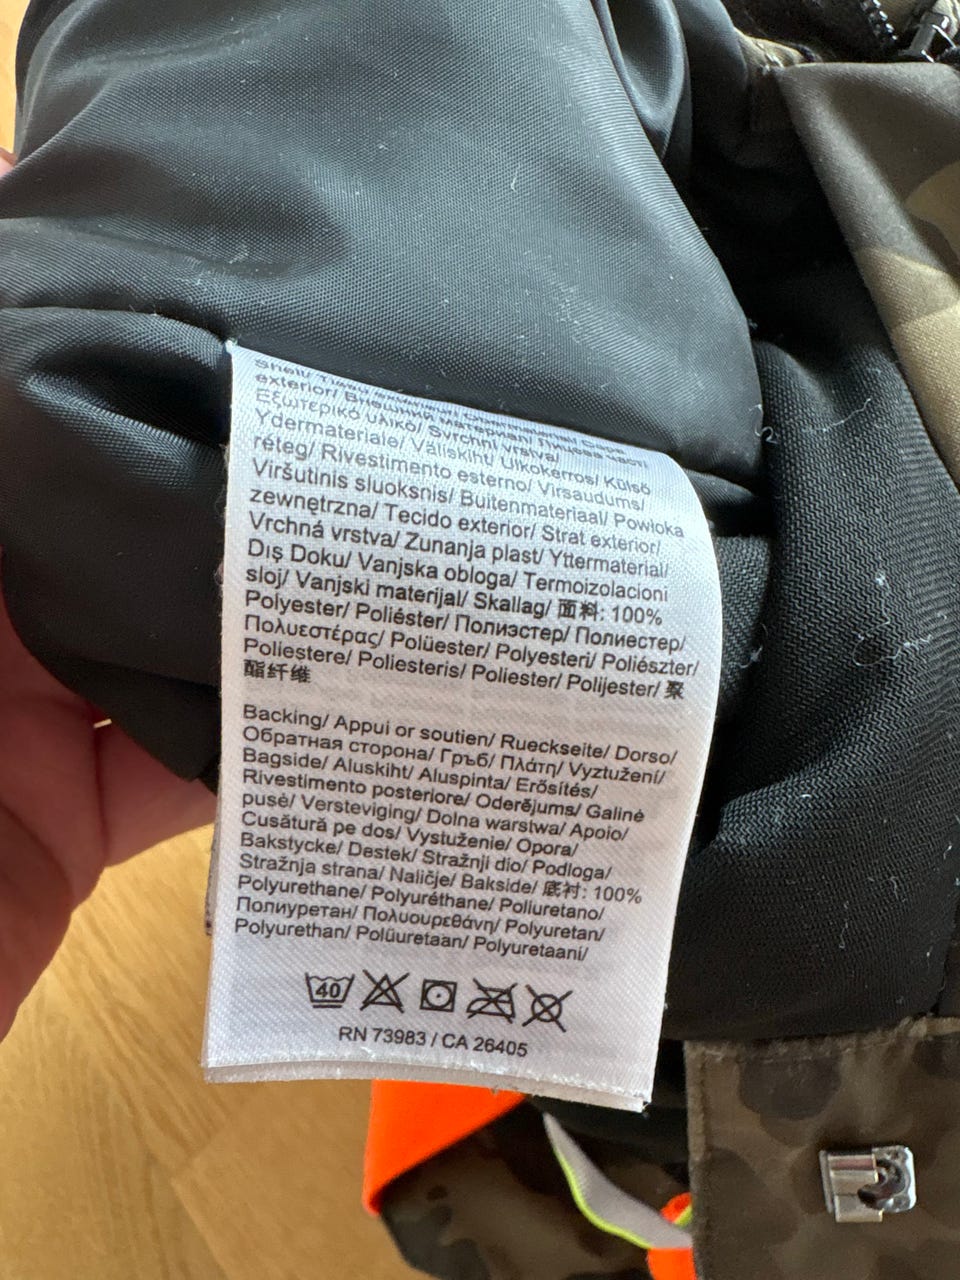 Shell/ Tissu
exterior/ Внешний материал/ Лицева част/
Εξωτερικό υλικό/ Svrchní vrstva/
Ydermateriale/ Väliskiht/ Ulkokerros/ Külső
réteg/ Rivestimento esterno/ Virsaudums/
Viršutinis sluoksnis/ Buitenmateriaal/ Powłoka
zewnętrzna/ Tecido exterior/ Strat exterior/
Vrchná vrstva/ Zunanja plast/ Yttermaterial/
Dış Doku/ Vanjska obloga/ Termoizolacioni
sloj/ Vanjski materijal/ Skallag/ 面料: 100%
Polyester/ Poliéster/ Полиэстер/ Полиестер/
Πολυεστέρας/ Polüester/ Polyesteri/ Poliészter/
Poliestere/ Poliesteris/ Poliester/ Polijester/ 聚
酯纤维
Backing/ Appui or soutien/ Rueckseite/ Dorso/
Обратная сторона/ Гръб/ Πλάτη/ Vyztužení/
Bagside/ Aluskiht/ Aluspinta/ Erősítés/
Rivestimento posteriore/ Oderējums/ Galinė
pusė/ Versteviging/ Dolna warstwa/ Apoio/
Cusătură pe dos/ Vystuženie/ Opora/
Bakstycke/ Destek/ Stražnji dio/ Podloga/
Stražnja strana/ Naličje/ Bakside/ 底衬: 100%
Polyurethane/ Polyuréthane/ Poliuretano/
Полиуретан/ Πολυουρεθάνη/ Polyuretan/
Polyurethan/ Polüuretaan/ Polyuretaani/
40
RN 73983 / CA 26405